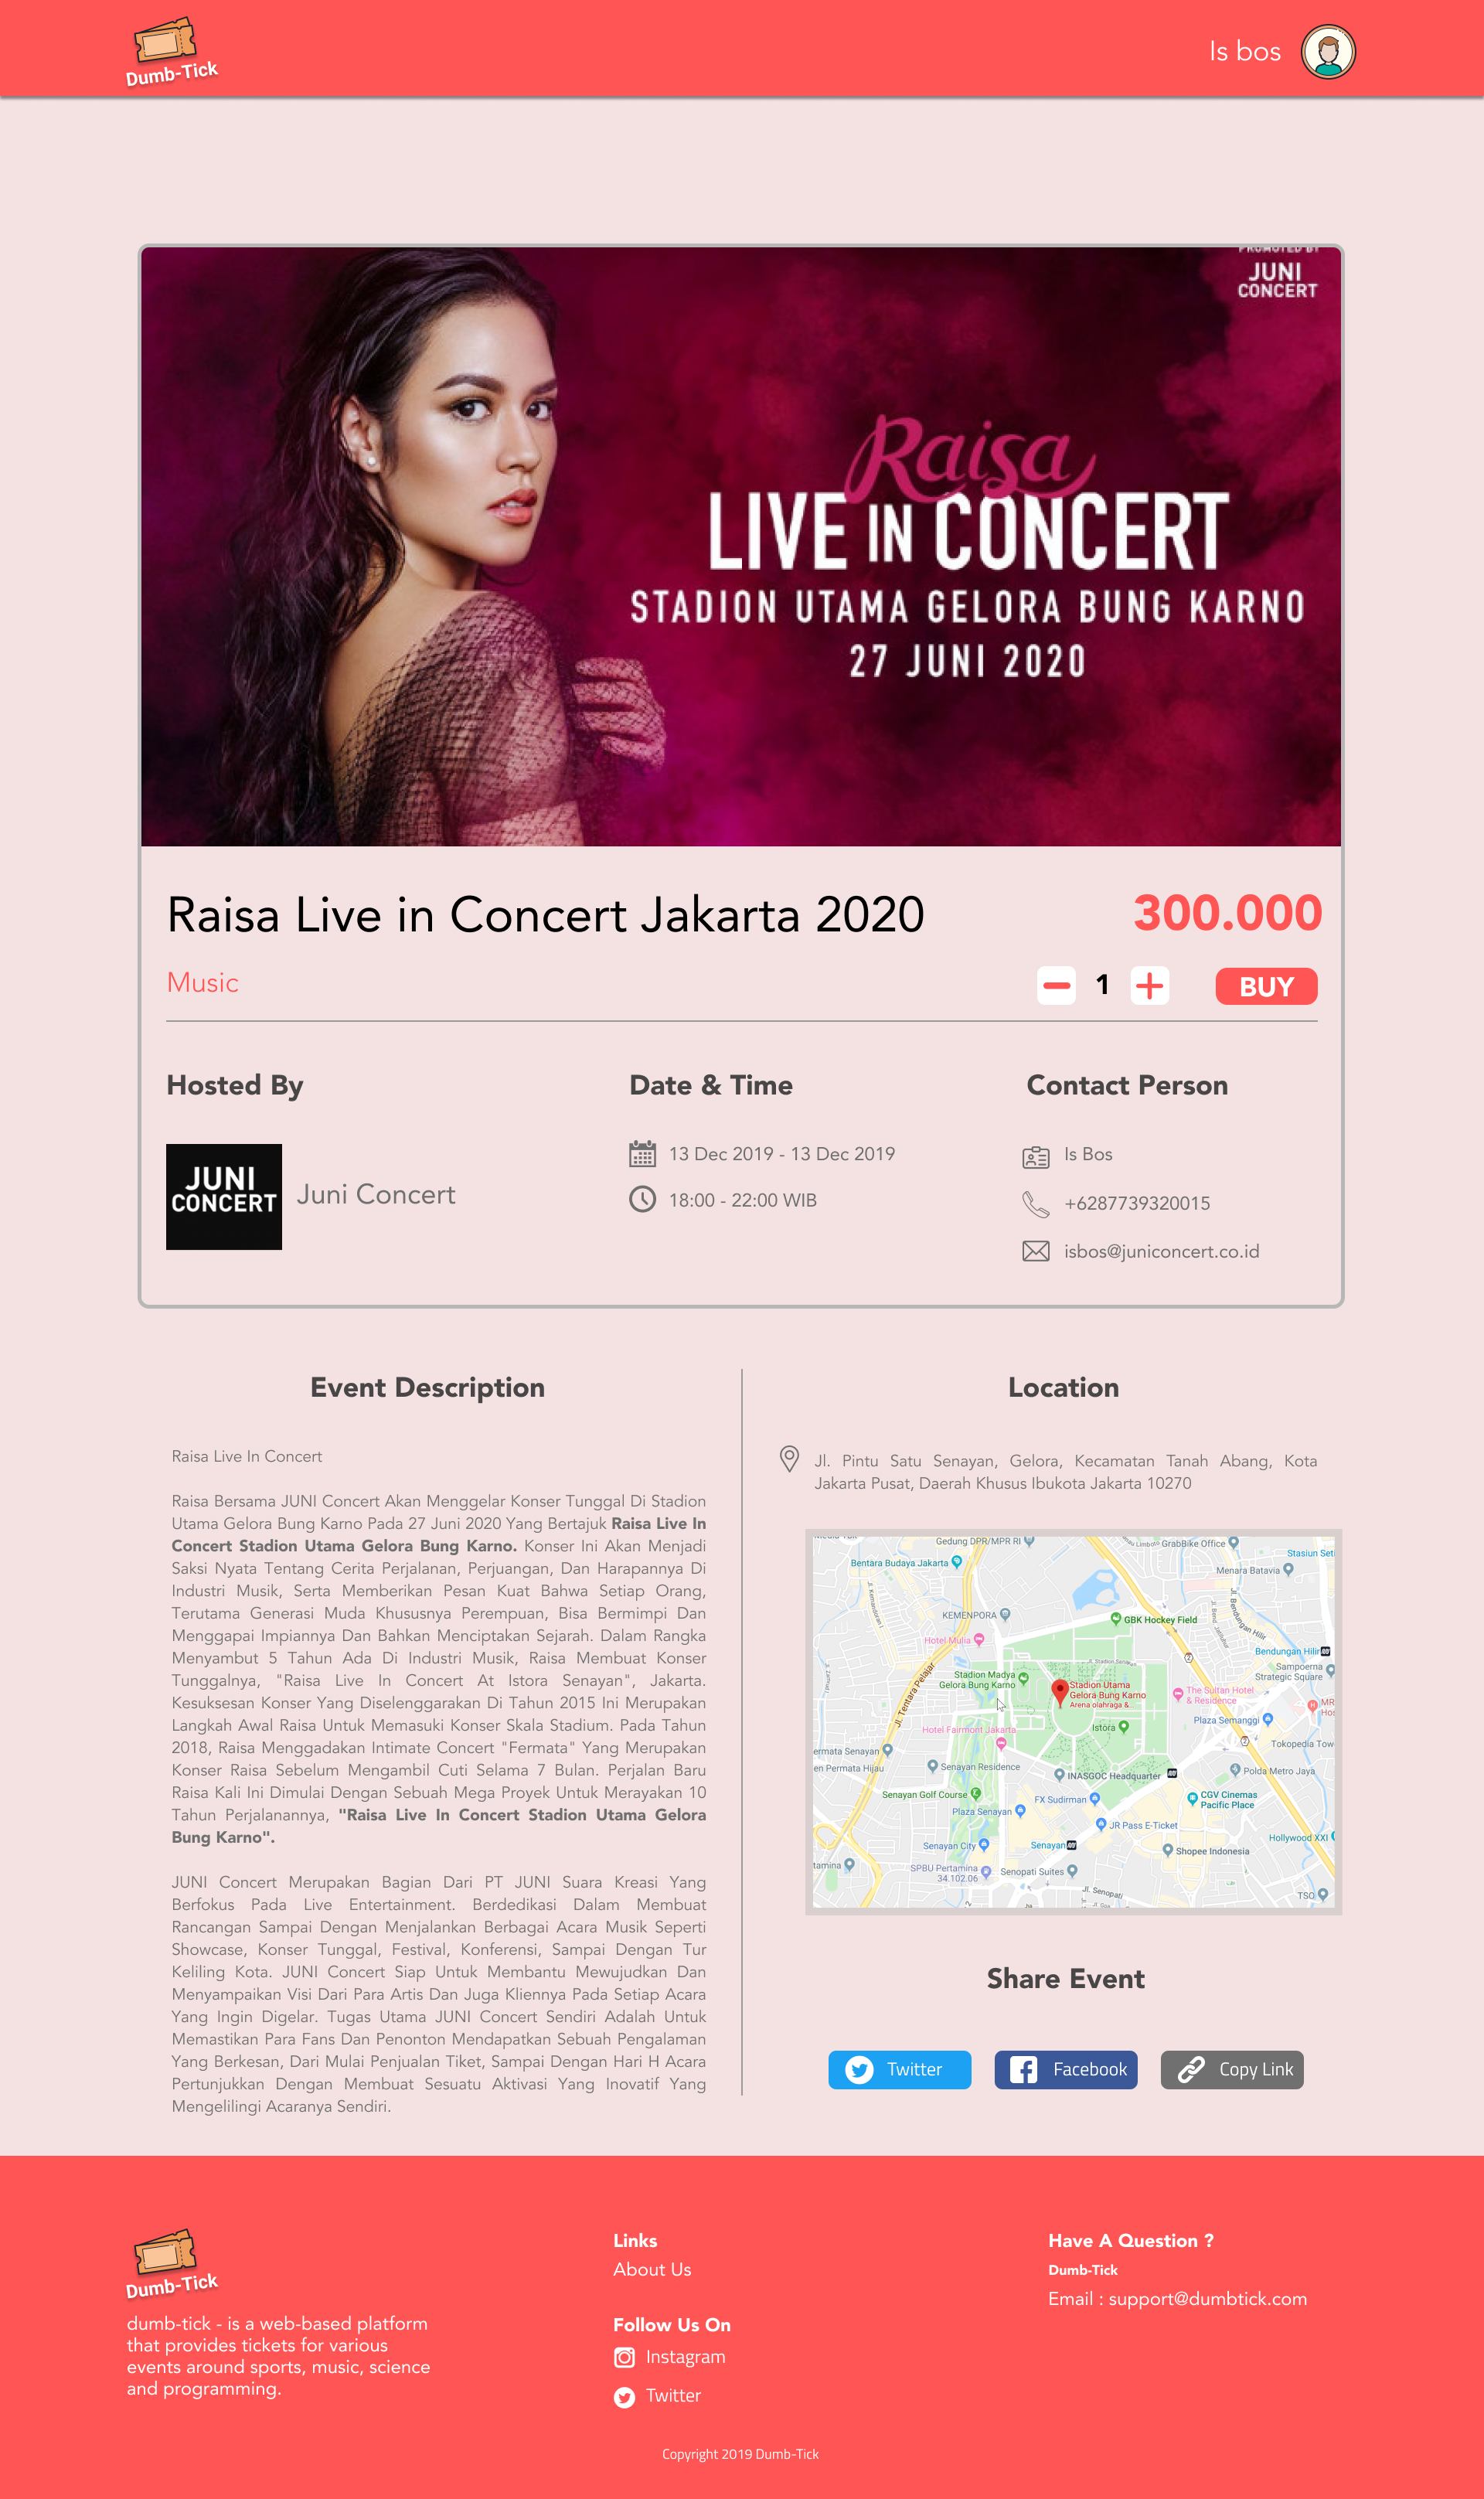 Dumb-Tick
Is bos
PROMOTED BY
JUNI
CONCERT
Raisa
LIVE IN CONCERT
STADION UTAMA GELORA BUNG KARNO
27 JUNI 2020
Raisa Live in Concert Jakarta 2020
300.000
Music
1
BUY
Hosted By
JUNI
CONCERT
Juni Concert
Date & Time
13 Dec 2019 - 13 Dec 2019
18:00 - 22:00 WIB
Contact Person
Is Bos
+6287739320015
isbos@juniconcert.co.id
Event Description
Raisa Live In Concert
Raisa Bersama JUNI Concert Akan Menggelar Konser Tunggal Di Stadion
Utama Gelora Bung Karno Pada 27 Juni 2020 Yang Bertajuk Raisa Live In
Concert Stadion Utama Gelora Bung Karno. Konser Ini Akan Menjadi
Saksi Nyata Tentang Cerita Perjalanan, Perjuangan, Dan Harapannya Di
Industri Musik, Serta Memberikan Pesan Kuat Bahwa Setiap Orang,
Terutama Generasi Muda Khususnya Perempuan, Bisa Bermimpi Dan
Menggapai Impiannya Dan Bahkan Menciptakan Sejarah. Dalam Rangka
Menyambut 5 Tahun Ada Di Industri Musik, Raisa Membuat Konser
Tunggalnya, "Raisa Live In Concert At Istora Senayan", Jakarta.
Kesuksesan Konser Yang Diselenggarakan Di Tahun 2015 Ini Merupakan
Langkah Awal Raisa Untuk Memasuki Konser Skala Stadium. Pada Tahun
2018, Raisa Menggadakan Intimate Concert "Fermata" Yang Merupakan
Konser Raisa Sebelum Mengambil Cuti Selama 7 Bulan. Perjalan Baru
Raisa Kali Ini Dimulai Dengan Sebuah Mega Proyek Untuk Merayakan 10
Tahun Perjalanannya, "Raisa Live In Concert Stadion Utama Gelora
Bung Karno".
JUNI Concert Merupakan Bagian Dari PT JUNI Suara Kreasi Yang
Berfokus Pada Live Entertainment. Berdedikasi Dalam Membuat
Rancangan Sampai Dengan Menjalankan Berbagai Acara Musik Seperti
Showcase, Konser Tunggal, Festival, Konferensi, Sampai Dengan Tur
Keliling Kota. JUNI Concert Siap Untuk Membantu Mewujudkan Dan
Menyampaikan Visi Dari Para Artis Dan Juga Kliennya Pada Setiap Acara
Yang Ingin Digelar. Tugas Utama JUNI Concert Sendiri Adalah Untuk
Memastikan Para Fans Dan Penonton Mendapatkan Sebuah Pengalaman
Yang Berkesan, Dari Mulai Penjualan Tiket, Sampai Dengan Hari H Acara
Pertunjukkan Dengan Membuat Sesuatu Aktivasi Yang Inovatif Yang
Mengelilingi Acaranya Sendiri.
Location
Jl. Pintu Satu Senayan, Gelora, Kecamatan Tanah Abang, Kota
Jakarta Pusat, Daerah Khusus Ibukota Jakarta 10270
Gedung DPR/MPR RI
GrabBike Office
Stasiun Seti
Bentara Budaya Jakarta
Menara Batavia
KEMENPORA
GBK Hockey Field
Jl. Bendungan Hilir
Hotel Mulia
Bendungan Hilir
Jl. Tentara Pelajar
Stadion Madya
Gelora Bung Karno
Stadion Utama
Gelora Bung Karno
Arena olahraga &
Sampoerna
Strategic Square
The Sultan Hotel
& Residence
MR
Hos
Plaza Semanggi
Hotel Fairmont Jakarta
Istora
Tokopedia Tow
ermata Senayan
en Permata Hijau
Senayan Residence
INASGOC Headquarter
Polda Metro Jaya
Senayan Golf Course
FX Sudirman
CGV Cinemas
Pacific Place
Plaza Senayan
JR Pass E-Ticket
Hollywood XXI
Senayan City
Senayan
Shopee Indonesia
tamina
SPBU Pertamina
34.102.06
Senopati Suites
Jl. Senopati
TSO
Share Event
Twitter
Facebook
Copy Link
Dumb-Tick
dumb-tick - is a web-based platform
that provides tickets for various
events around sports, music, science
and programming.
Links
About Us
Follow Us On
Instagram
Twitter
Have A Question ?
Dumb-Tick
Email : support@dumbtick.com
Copyright 2019 Dumb-Tick